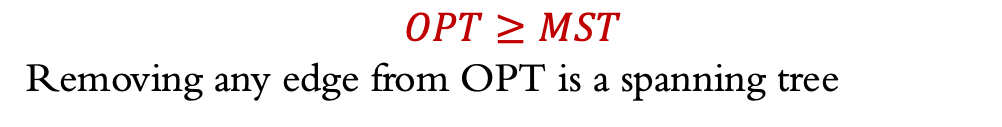 OPT ≥ MST
Removing any edge from OPT is a spanning tree